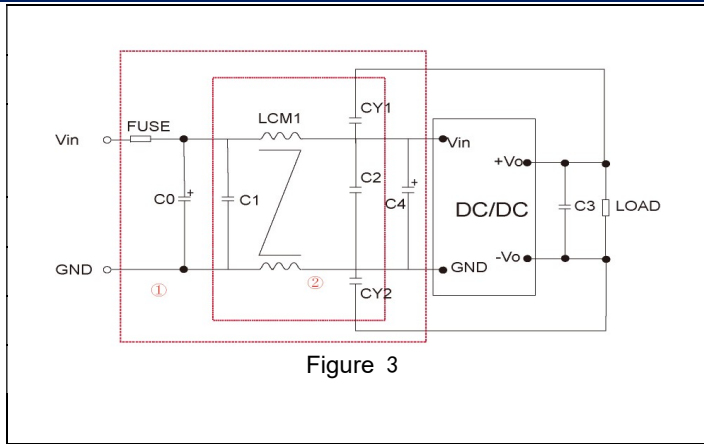 FUSE
LCM1
CY1
Vin
Vin
+Vo
C0
+
C1
C2
C4
+
DC/DC
C3
LOAD
-Vo
GND
GND
①
②
CY2
Figure 3